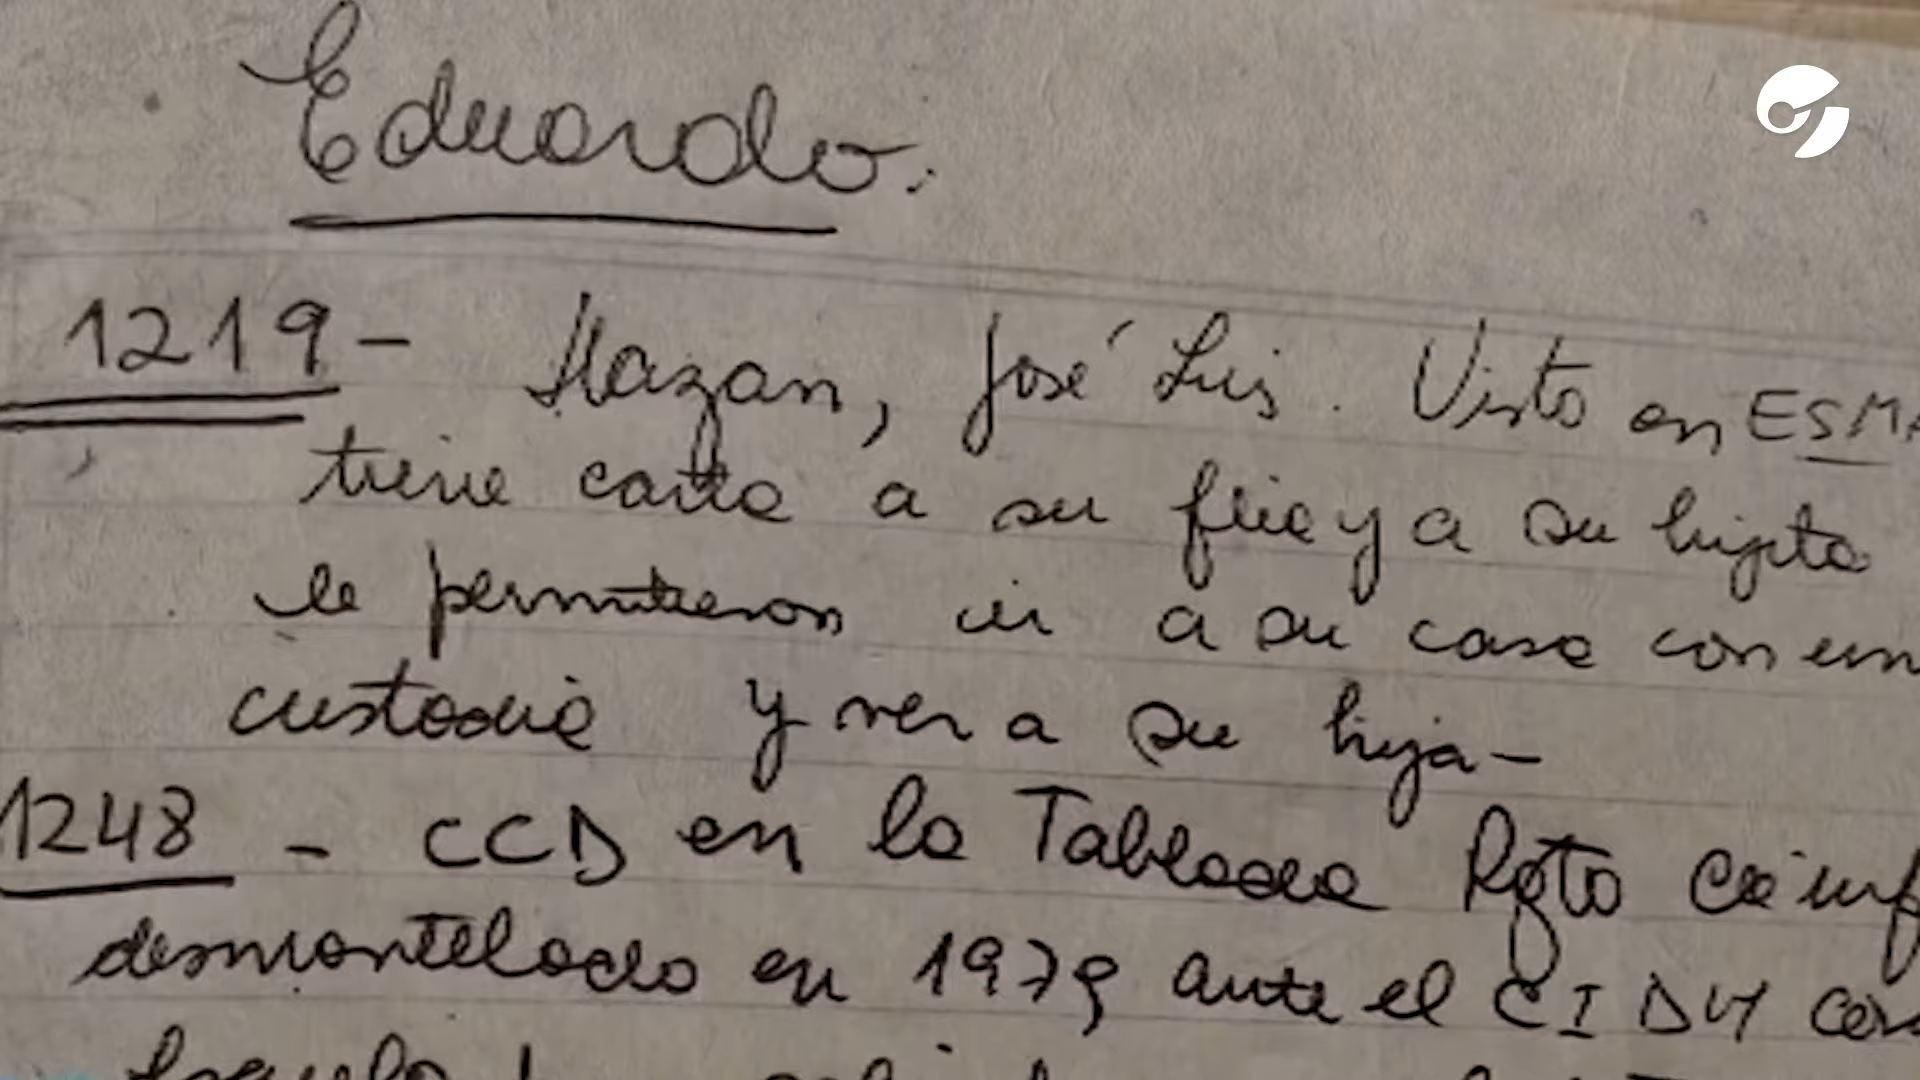 Eduardo.
1219 - Hazan, José Luis. Visto en ESMA
tiene carta a su flia y a su hijita
le permitieron ir a su casa con un
custodia y ver a su hija -
1248 - CCD en la Tablada Rgto
desmantelado en 1979 ante el CIDH